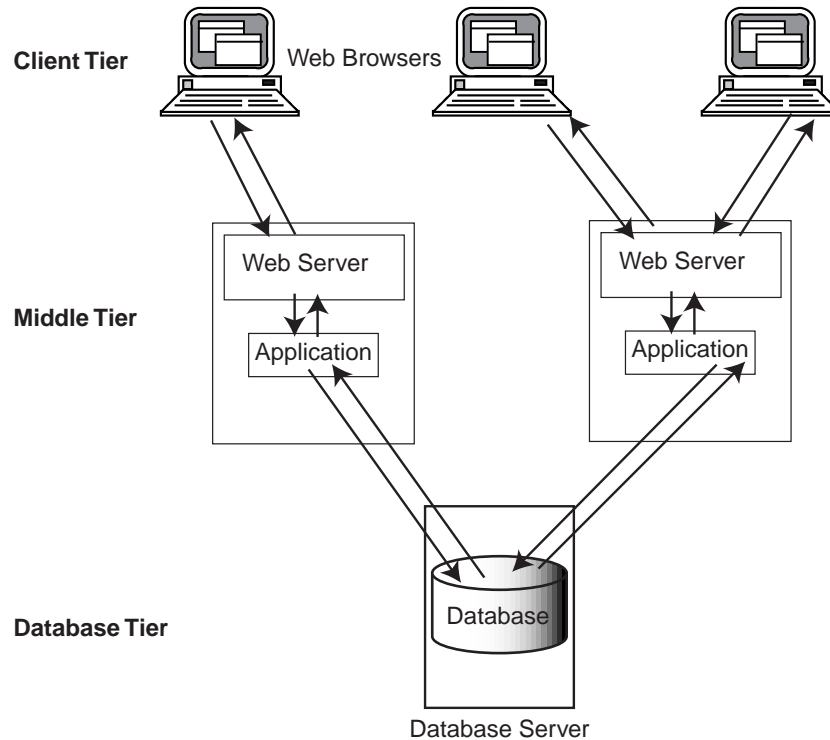 Client Tier
Web Browsers
Web Server
Web Server
Middle Tier
Application
Application
Database
Database Tier
Database Server